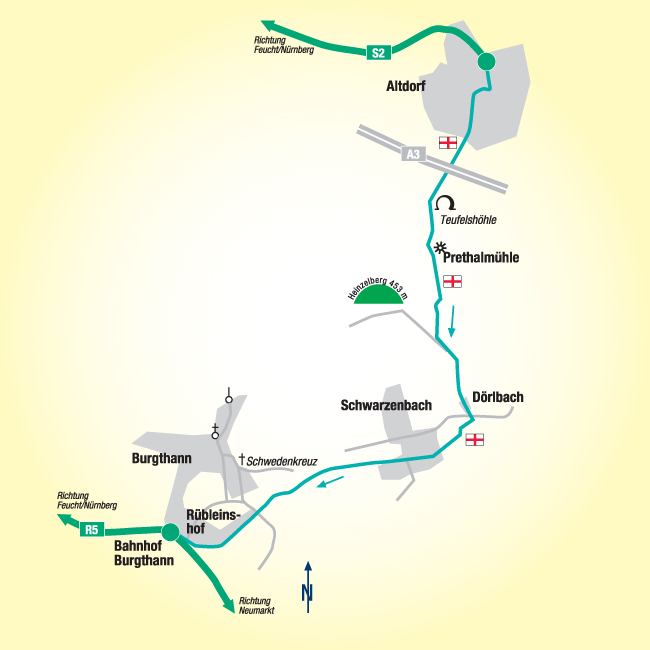 Richtung
Feucht/Nürnberg
S2
Altdorf
A3
Teufelshöhle
Prethalmühle
Heinzelberg 453 m
Dörlbach
Schwarzenbach
Burgthann
Schwedenkreuz
Richtung
Feucht/Nürnberg
Rübleins-
hof
R5
Bahnhof
Burgthann
N
Richtung
Neumarkt